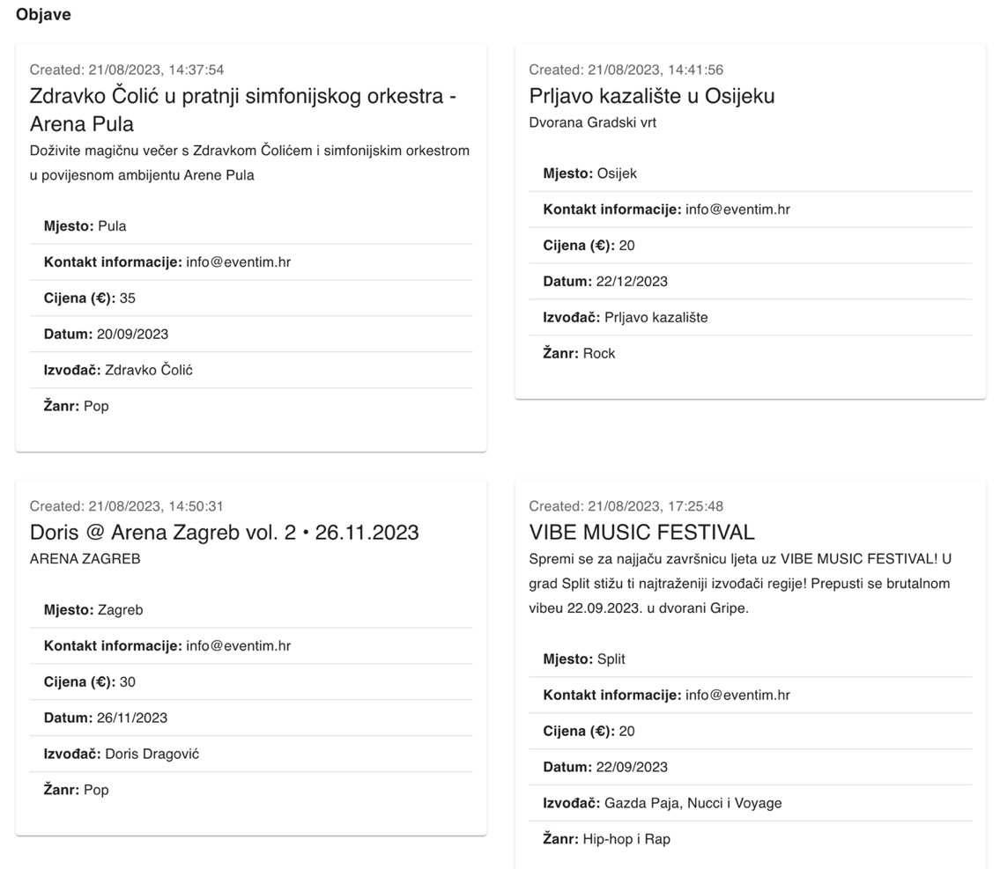 Objave
Created: 21/08/2023, 14:37:54
Zdravko Čolić u pratnji simfonijskog orkestra -
Arena Pula
Doživite magičnu večer s Zdravkom Čolićem i simfonijskim orkestrom
u povijesnom ambijentu Arene Pula
Mjesto: Pula
Kontakt informacije: info@eventim.hr
Cijena (€): 35
Datum: 20/09/2023
Izvođač: Zdravko Čolić
Žanr: Pop
Created: 21/08/2023, 14:41:56
Prljavo kazalište u Osijeku
Dvorana Gradski vrt
Mjesto: Osijek
Kontakt informacije: info@eventim.hr
Cijena (€): 20
Datum: 22/12/2023
Izvođač: Prljavo kazalište
Žanr: Rock
Created: 21/08/2023, 14:50:31
Doris @ Arena Zagreb vol. 2 • 26.11.2023
ARENA ZAGREB
Mjesto: Zagreb
Kontakt informacije: info@eventim.hr
Cijena (€): 30
Datum: 26/11/2023
Izvođač: Doris Dragović
Žanr: Pop
Created: 21/08/2023, 17:25:48
VIBE MUSIC FESTIVAL
Spremi se za najjaču završnicu ljeta uz VIBE MUSIC FESTIVAL! U
grad Split stižu ti najtraženiji izvođači regije! Prepusti se brutalnom
vibeu 22.09.2023. u dvorani Gripe.
Mjesto: Split
Kontakt informacije: info@eventim.hr
Cijena (€): 20
Datum: 22/09/2023
Izvođač: Gazda Paja, Nucci i Voyage
Žanr: Hip-hop i Rap